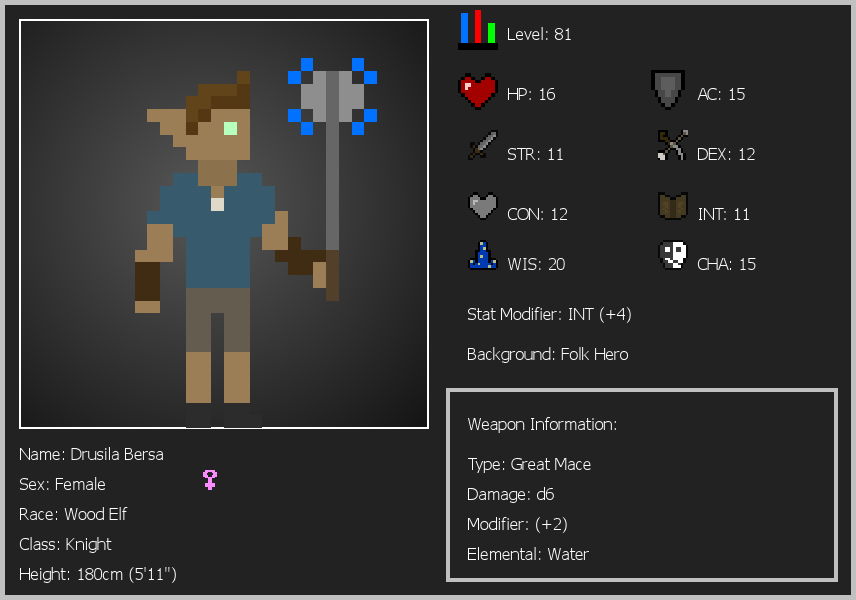 Level: 81
HP: 16
AC: 15
STR: 11
DEX: 12
CON: 12
INT: 11
WIS: 20
CHA: 15
Stat Modifier: INT (+4)
Background: Folk Hero
Weapon Information:
Type: Great Mace
Damage: d6
Modifier: (+2)
Elemental: Water
Name: Drusila Bersa
Sex: Female
Race: Wood Elf
Class: Knight
Height: 180cm (5'11")